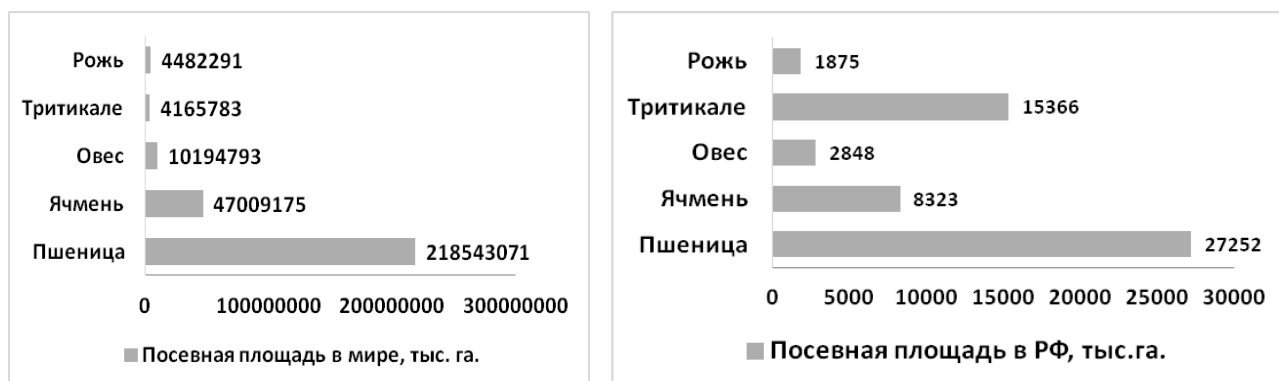 Рожь 4482291
Тритикале 4165783
Овес 10194793
Ячмень 47009175
Пшеница 218543071
0 100000000 200000000 300000000
Посевная площадь в мире, тыс. га.
Рожь 1875
Тритикале 15366
Овес 2848
Ячмень 8323
Пшеница 27252
0 5000 10000 15000 20000 25000 30000
Посевная площадь в РФ, тыс.га.